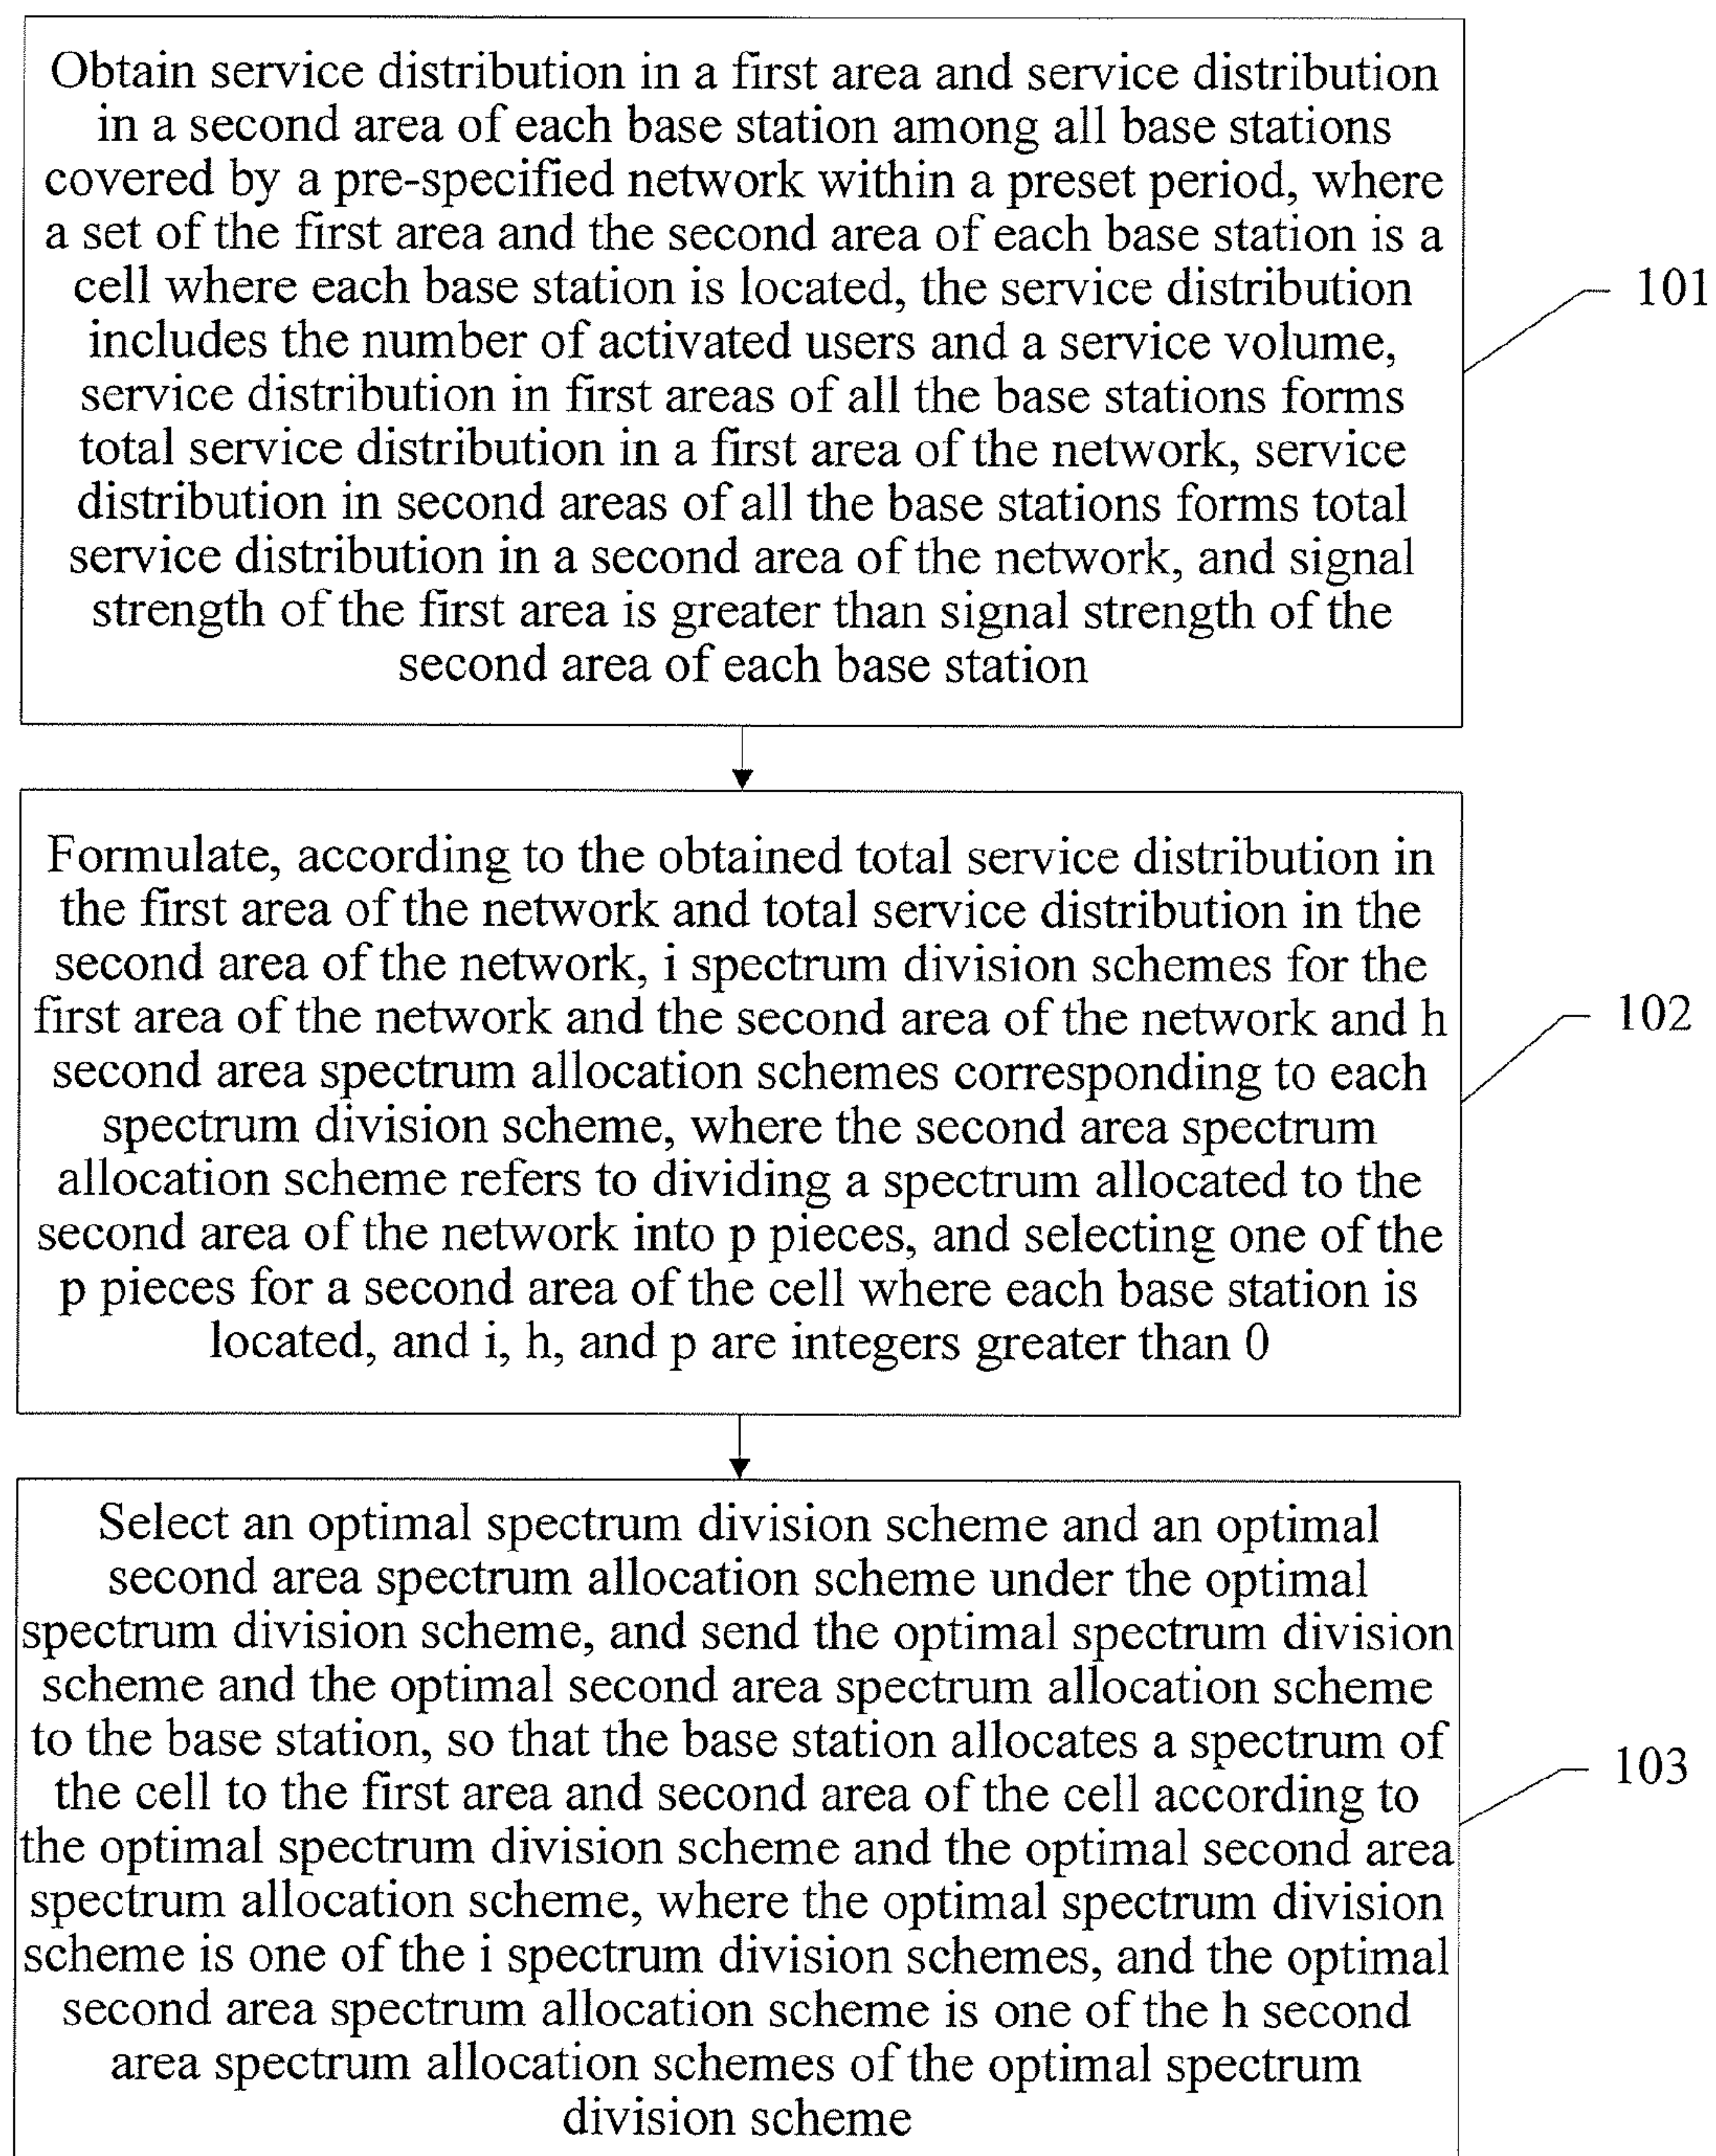 Obtain service distribution in a first area and service distribution
in a second area of each base station among all base stations
covered by a pre-specified network within a preset period, where
a set of the first area and the second area of each base station is a
cell where each base station is located, the service distribution
includes the number of activated users and a service volume,
service distribution in first areas of all the base stations forms
total service distribution in a first area of the network, service
distribution in second areas of all the base stations forms total
service distribution in a second area of the network, and signal
strength of the first area is greater than signal strength of the
second area of each base station
101
Formulate, according to the obtained total service distribution in
the first area of the network and total service distribution in the
second area of the network, i spectrum division schemes for the
first area of the network and the second area of the network and h
second area spectrum allocation schemes corresponding to each
spectrum division scheme, where the second area spectrum
allocation scheme refers to dividing a spectrum allocated to the
second area of the network into p pieces, and selecting one of the
p pieces for a second area of the cell where each base station is
located, and i, h, and p are integers greater than 0
102
Select an optimal spectrum division scheme and an optimal
second area spectrum allocation scheme under the optimal
spectrum division scheme, and send the optimal spectrum division
scheme and the optimal second area spectrum allocation scheme
to the base station, so that the base station allocates a spectrum of
the cell to the first area and second area of the cell according to
the optimal spectrum division scheme and the optimal second area
spectrum allocation scheme, where the optimal spectrum division
scheme is one of the i spectrum division schemes, and the optimal
second area spectrum allocation scheme is one of the h second
area spectrum allocation schemes of the optimal spectrum
division scheme
103